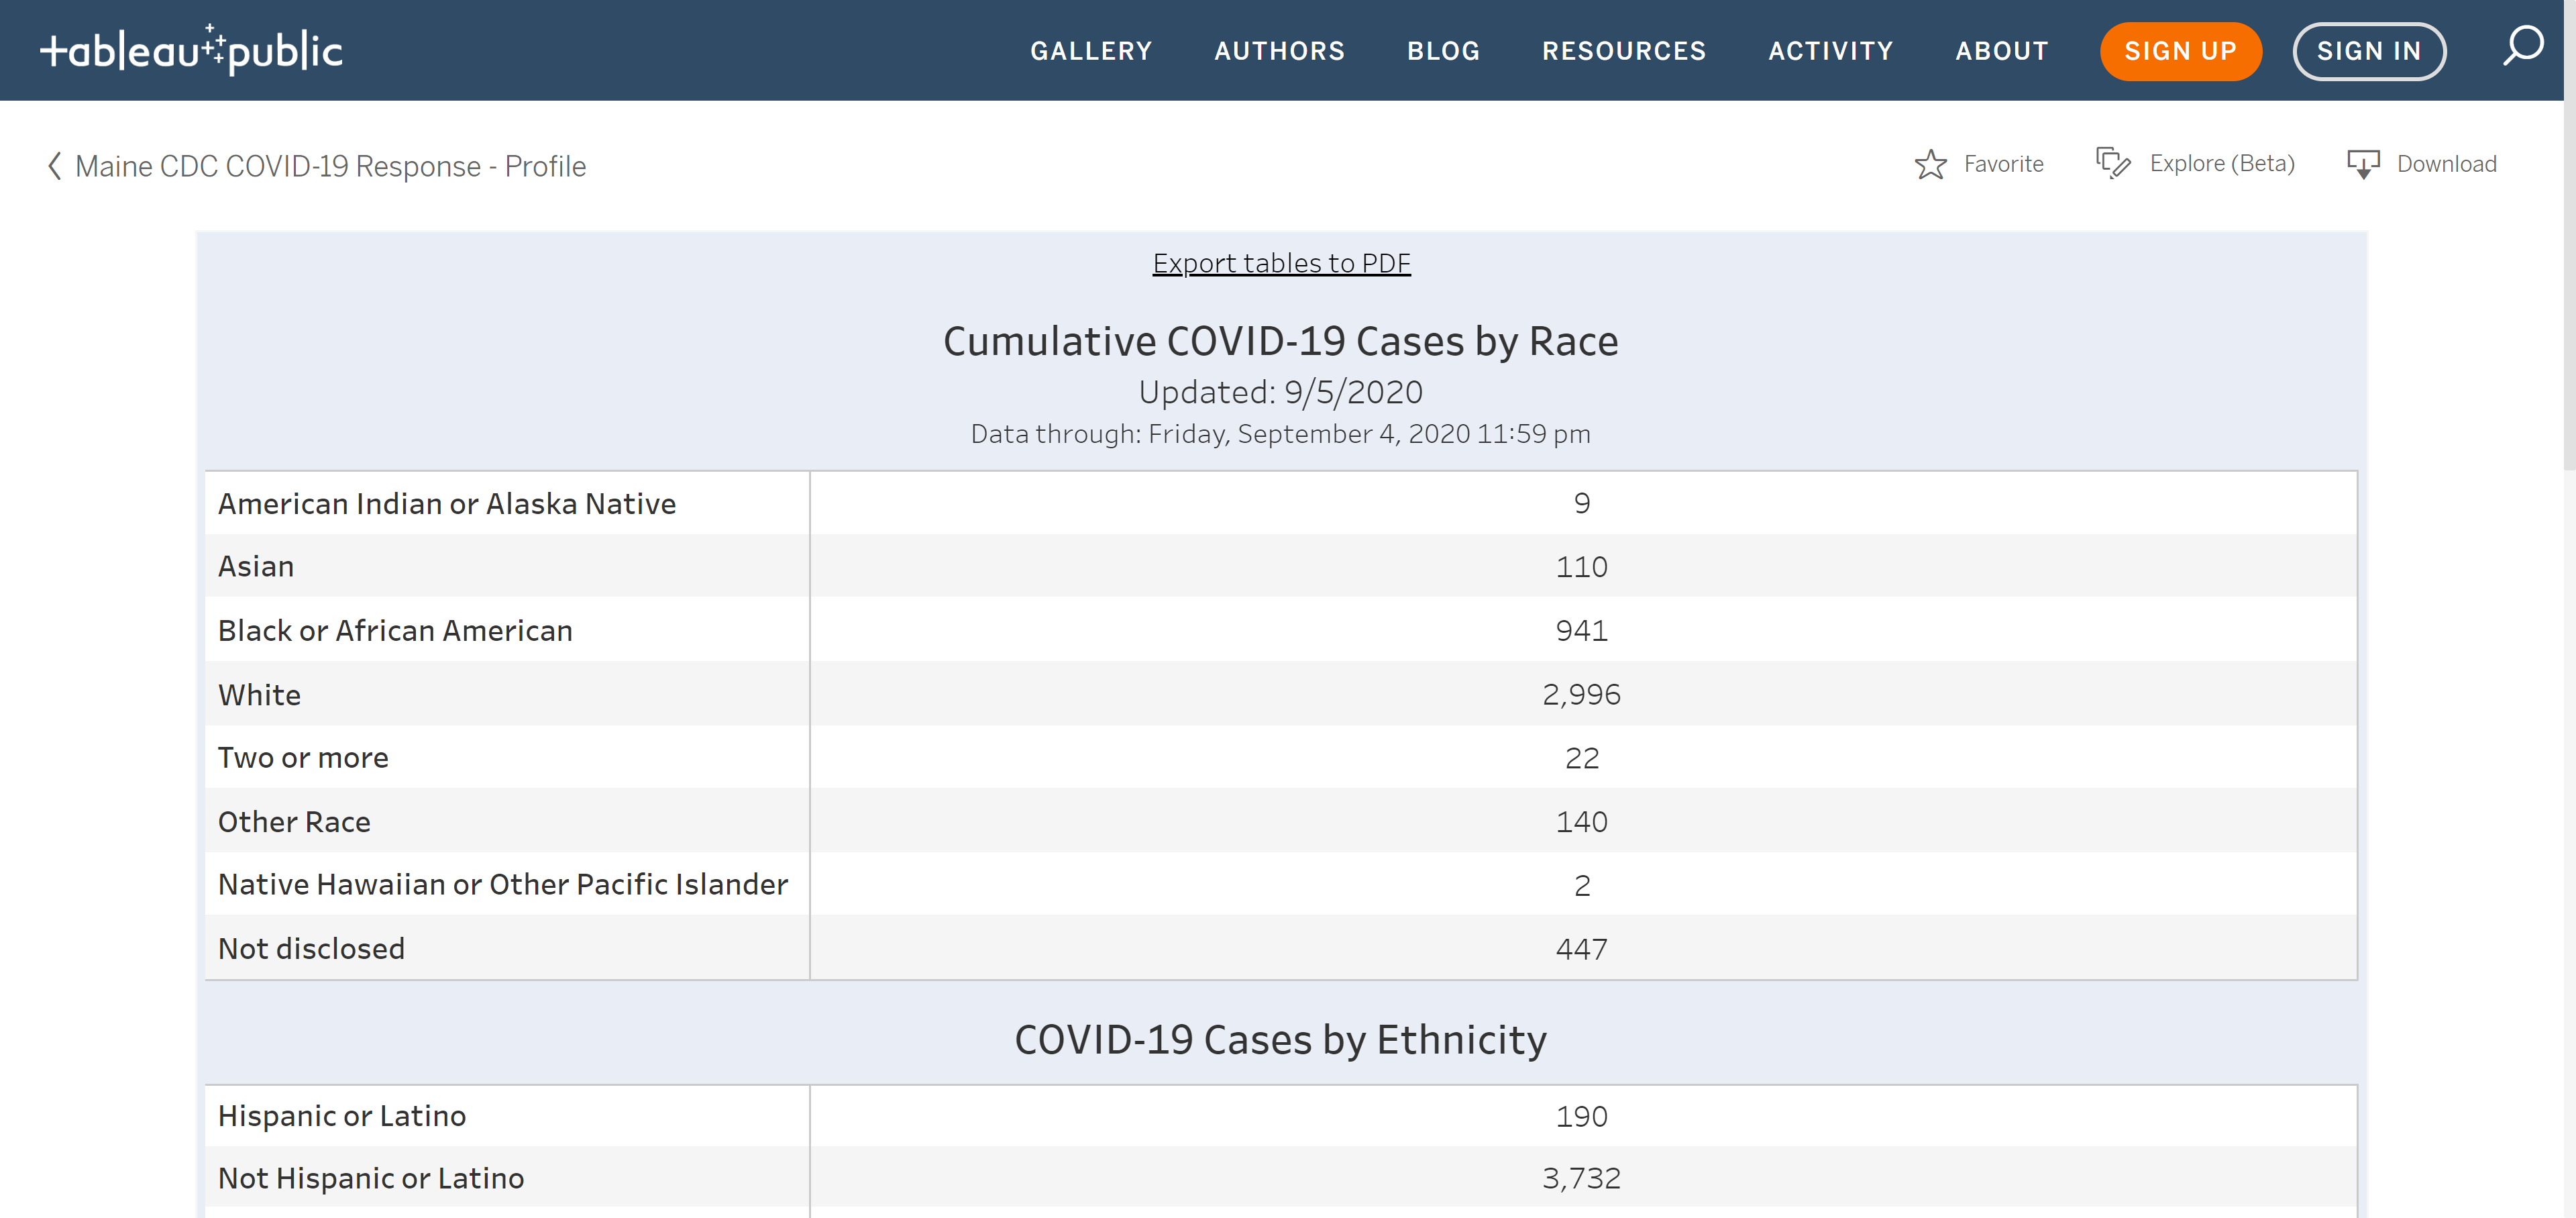 tableau public GALLERY AUTHORS BLOG RESOURCES ACTIVITY ABOUT SIGN UP SIGN IN
Maine CDC COVID-19 Response - Profile Favorite Explore (Beta) Download
Export tables to PDF
Cumulative COVID-19 Cases by Race
Updated: 9/5/2020
Data through: Friday, September 4, 2020 11:59 pm
American Indian or Alaska Native 9
Asian 110
Black or African American 941
White 2,996
Two or more 22
Other Race 140
Native Hawaiian or Other Pacific Islander 2
Not disclosed 447
COVID-19 Cases by Ethnicity
Hispanic or Latino 190
Not Hispanic or Latino 3,732